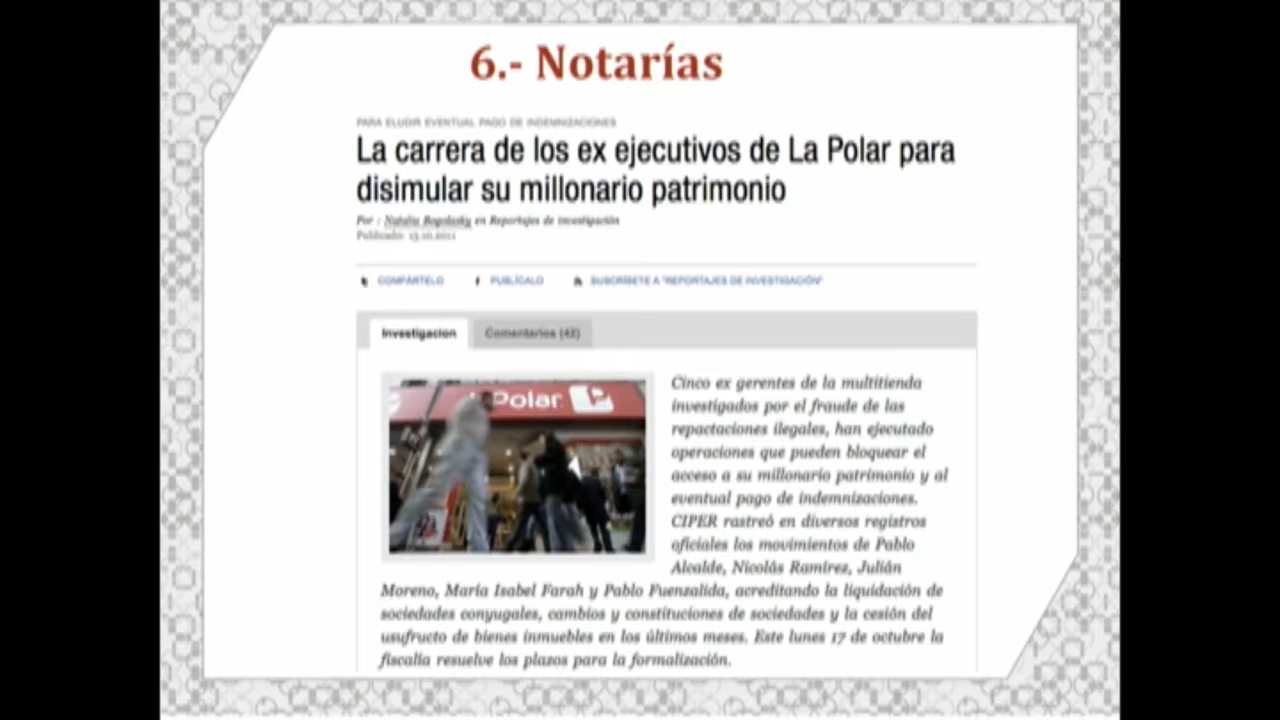 6.- Notarías
PARA ELUDIR EVENTUAL PAGO DE INDEMNIZACIONES
La carrera de los ex ejecutivos de La Polar para
disimular su millonario patrimonio
Por : Natalia en Reportajes de investigación
Publicado: 13.10.2011
COMPÁRTELO PUBLÍCALO SUSCRÍBETE A "REPORTAJES DE INVESTIGACIÓN"
Investigacion Comentarios (42)
Polar
Cinco ex gerentes de la multitienda
investigados por el fraude de las
repactaciones ilegales, han ejecutado
operaciones que pueden bloquear el
acceso a su millonario patrimonio y al
eventual pago de indemnizaciones.
CIPER rastreó en diversos registros
oficiales los movimientos de Pablo
Alcalde, Nicolás Ramírez, Julián
Moreno, María Isabel Farah y Pablo Fuenzalida, acreditando la liquidación de
sociedades conyugales, cambios y constituciones de sociedades y la cesión del
usufructo de bienes inmuebles en los últimos meses. Este lunes 17 de octubre la
fiscalía resuelve los plazos para la formalización.